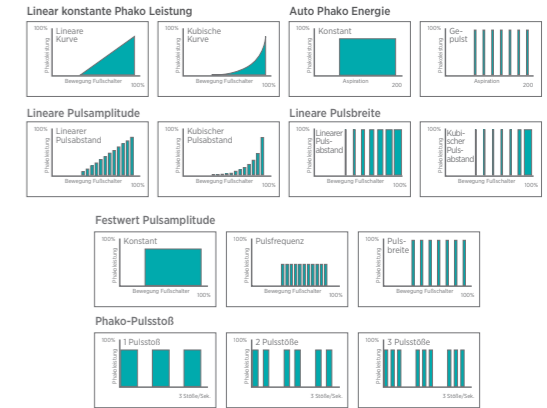 Linear konstante Phako Leistung
100%
Phakoleistung
Lineare
Kurve
Bewegung Fußschalter
100%
100%
Phakoleistung
Kubische
Kurve
Bewegung Fußschalter
100%
Auto Phako Energie
100%
Phakoleistung
Konstant
Aspiration
200
100%
Phakoleistung
Ge-
pulst
Aspiration
200
Lineare Pulsamplitude
100%
Phakoleistung
Linearer
Pulsabstand
Bewegung Fußschalter
100%
100%
Phakoleistung
Kubischer
Pulsabstand
Bewegung Fußschalter
100%
Lineare Pulsbreite
100%
Phakoleistung
Linearer
Puls-
abstand
Bewegung Fußschalter
100%
100%
Phakoleistung
Kubi-
scher
Puls-
abstand
Bewegung Fußschalter
100%
Festwert Pulsamplitude
100%
Phakoleistung
Konstant
Bewegung Fußschalter
100%
100%
Phakoleistung
Pulsfrequenz
Bewegung Fußschalter
100%
100%
Phakoleistung
Puls-
breite
Bewegung Fußschalter
100%
Phako-Pulsstoß
100%
Phakoleistung
1 Pulsstoß
3 Stöße/Sek.
100%
Phakoleistung
2 Pulsstöße
3 Stöße/Sek.
100%
Phakoleistung
3 Pulsstöße
3 Stöße/Sek.